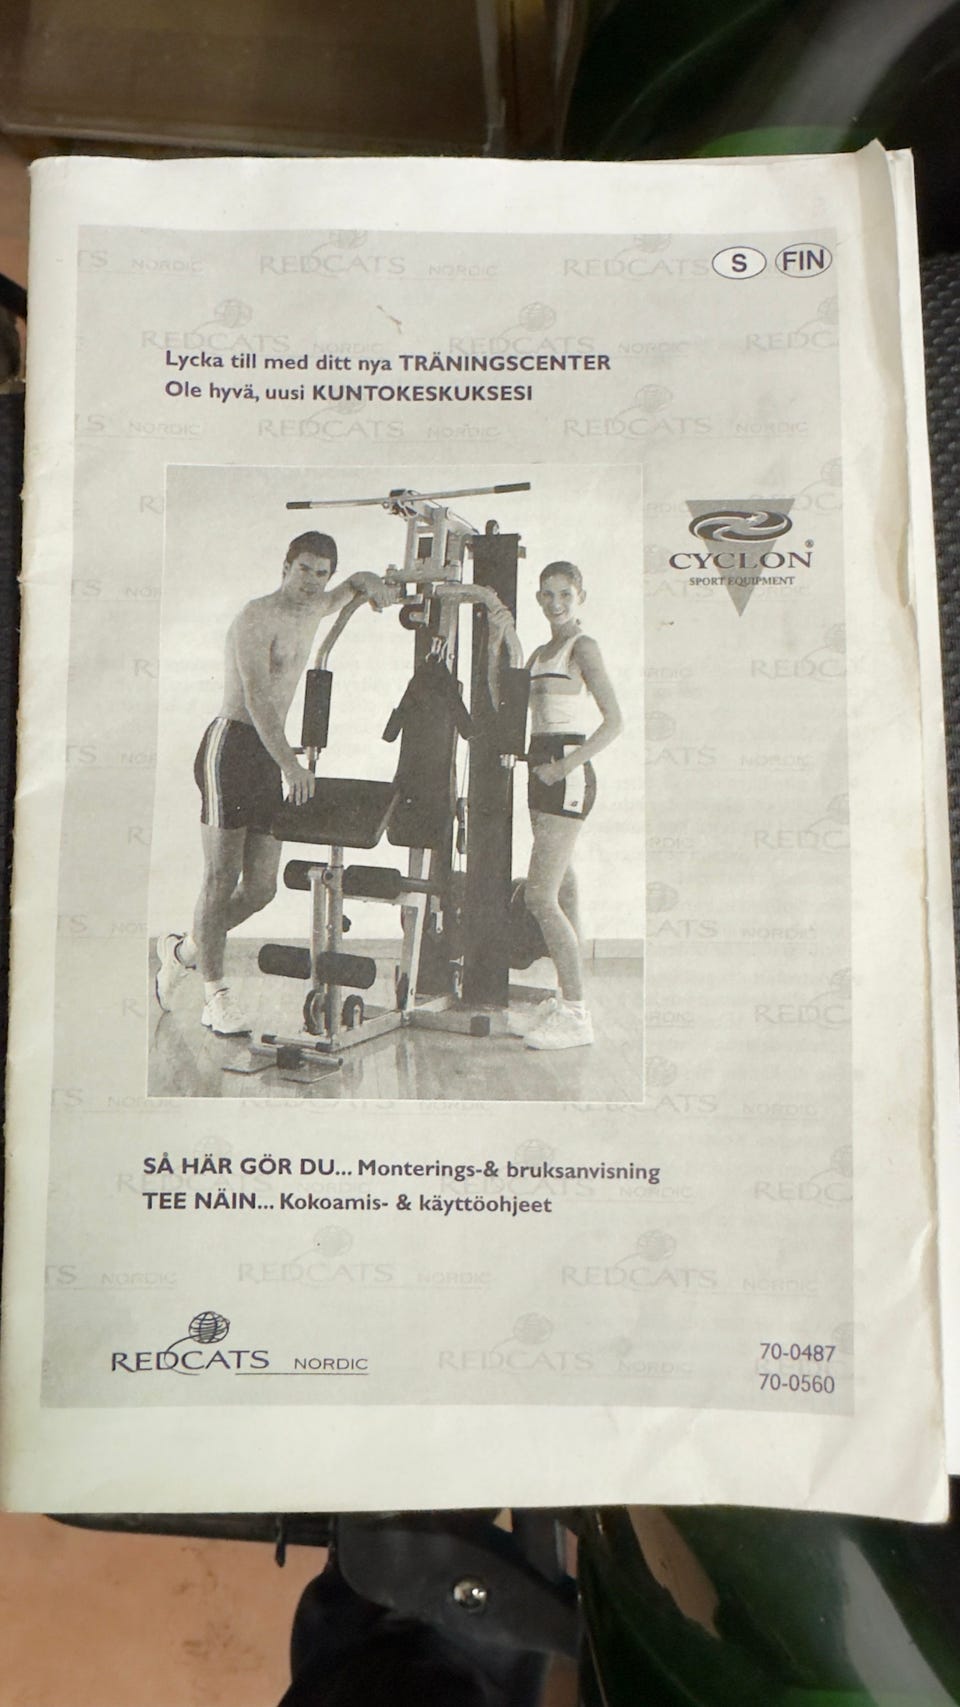 S FIN
Lycka till med ditt nya TRÄNINGSCENTER
Ole hyvä, uusi KUNTOKESKUKSESI
CYCLON®
SPORT EQUIPMENT
SÅ HÄR GÖR DU... Monterings-& bruksanvisning
TEE NÄIN... Kokoamis- & käyttöohjeet
REDCATS NORDIC
70-0487
70-0560